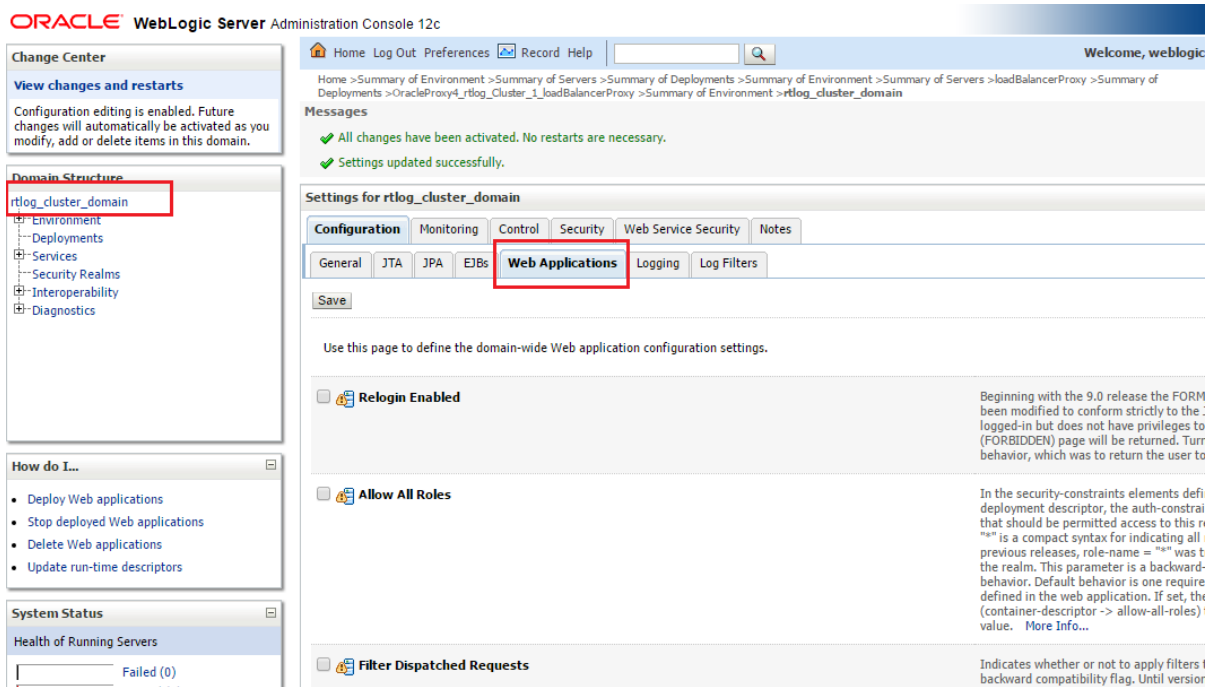 ORACLE WebLogic Server Administration Console 12c
Change Center
View changes and restarts
Configuration editing is enabled. Future
changes will automatically be activated as you
modify, add or delete items in this domain.
Domain Structure
rtlog_cluster_domain
Environment
Deployments
Services
Security Realms
Interoperability
Diagnostics
How do I...
Deploy Web applications
Stop deployed Web applications
Delete Web applications
Update run-time descriptors
System Status
Health of Running Servers
Failed (0)
Home Log Out Preferences Record Help
Welcome, weblogic
Home >Summary of Environment >Summary of Servers >Summary of Deployments >Summary of Environment >Summary of Servers >loadBalancerProxy >Summary of
Deployments >OracleProxy4_rtlog_Cluster_1_loadBalancerProxy >Summary of Environment >rtlog_cluster_domain
Messages
All changes have been activated. No restarts are necessary.
Settings updated successfully.
Settings for rtlog_cluster_domain
Configuration Monitoring Control Security Web Service Security Notes
General JTA JPA EJBs Web Applications Logging Log Filters
Save
Use this page to define the domain-wide Web application configuration settings.
Relogin Enabled
Beginning with the 9.0 release the FORM
been modified to conform strictly to the
logged-in but does not have privileges to
(FORBIDDEN) page will be returned. Turn
behavior, which was to return the user to
Allow All Roles
In the security-constraints elements defi
deployment descriptor, the auth-constrai
that should be permitted access to this r
"*" is a compact syntax for indicating all
previous releases, role-name = "*" was t
the realm. This parameter is a backward-
behavior. Default behavior is one require
defined in the web application. If set, the
(container-descriptor -> allow-all-roles)
value. More Info...
Filter Dispatched Requests
Indicates whether or not to apply filters
backward compatibility flag. Until version